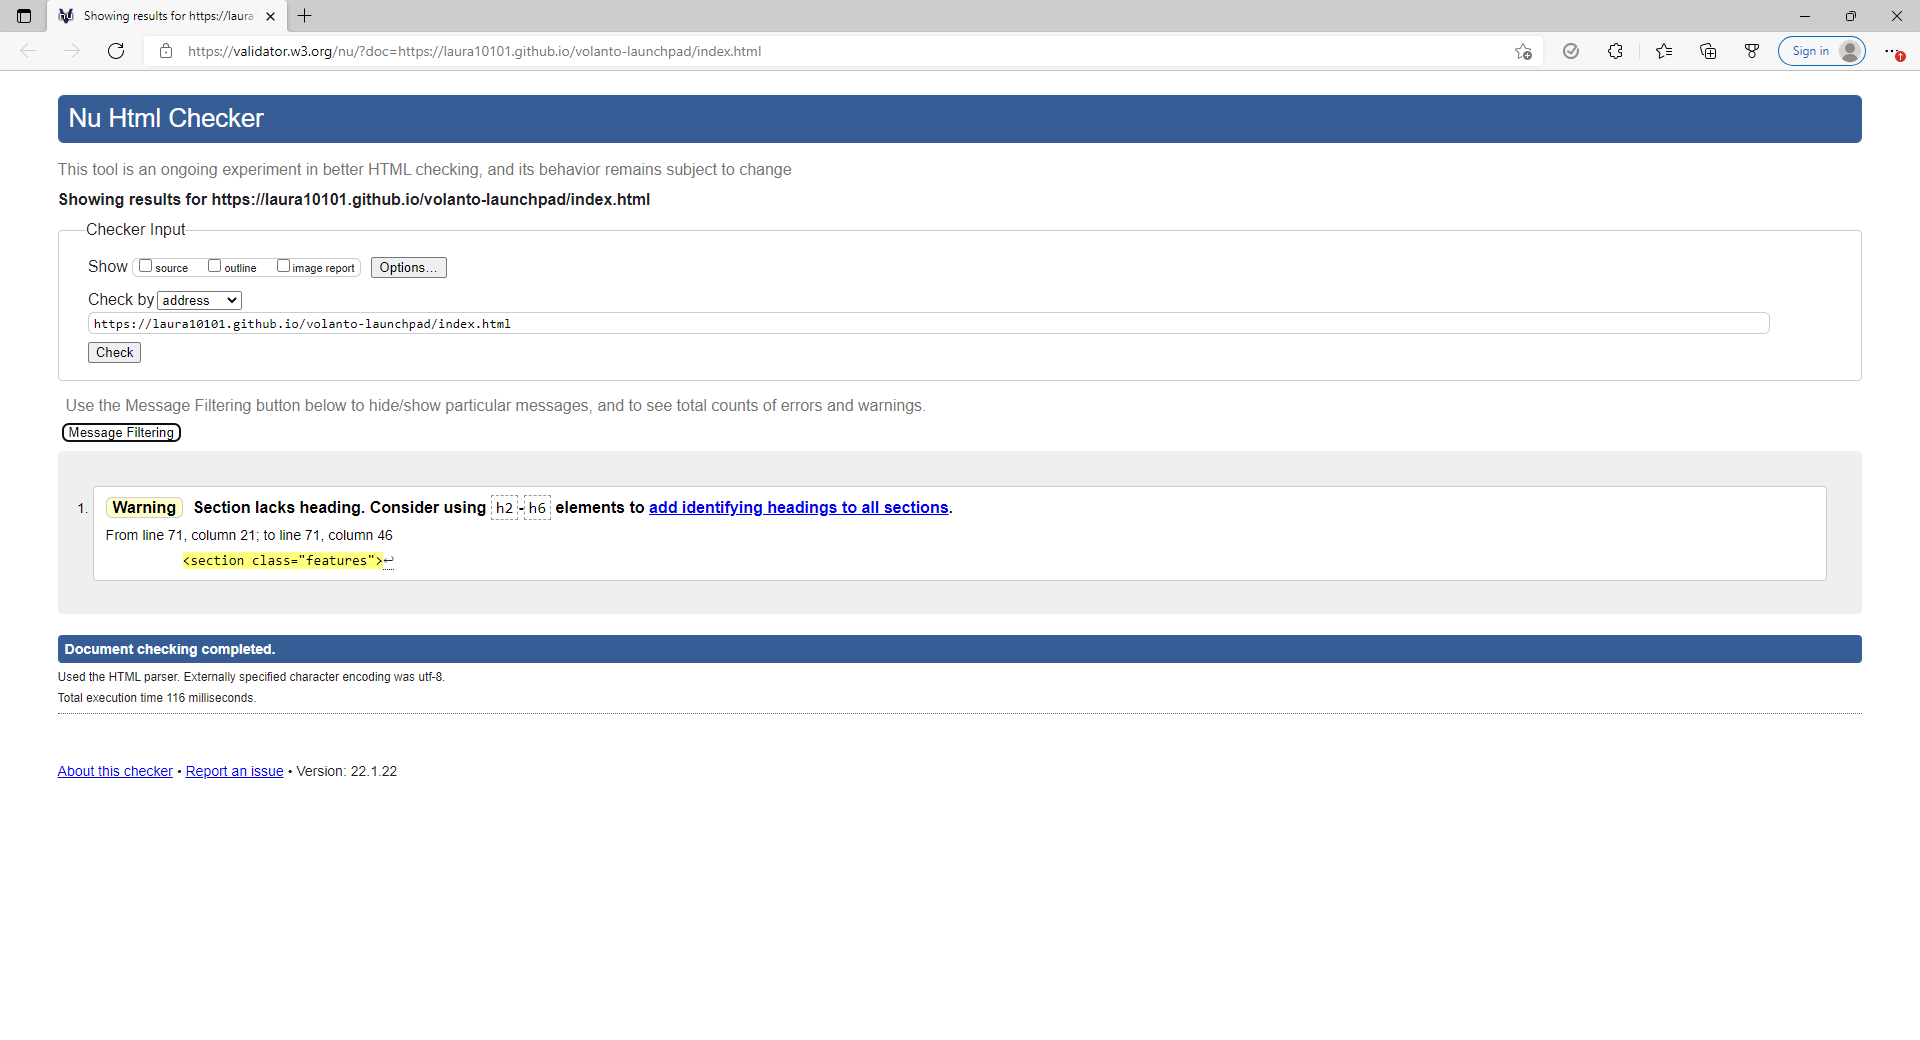 Showing results for https://laura
https://validator.w3.org/nu/?doc=https://laura10101.github.io/volanto-launchpad/index.html
Sign in
Nu Html Checker
This tool is an ongoing experiment in better HTML checking, and its behavior remains subject to change
Showing results for https://laura10101.github.io/volanto-launchpad/index.html
Checker Input
Show source outline image report Options...
Check by address
https://laura10101.github.io/volanto-launchpad/index.html
Check
Use the Message Filtering button below to hide/show particular messages, and to see total counts of errors and warnings.
Message Filtering
1. Warning Section lacks heading. Consider using h2-h6 elements to add identifying headings to all sections.
From line 71, column 21; to line 71, column 46
<section class="features">↩
Document checking completed.
Used the HTML parser. Externally specified character encoding was utf-8.
Total execution time 116 milliseconds.
About this checker • Report an issue • Version: 22.1.22